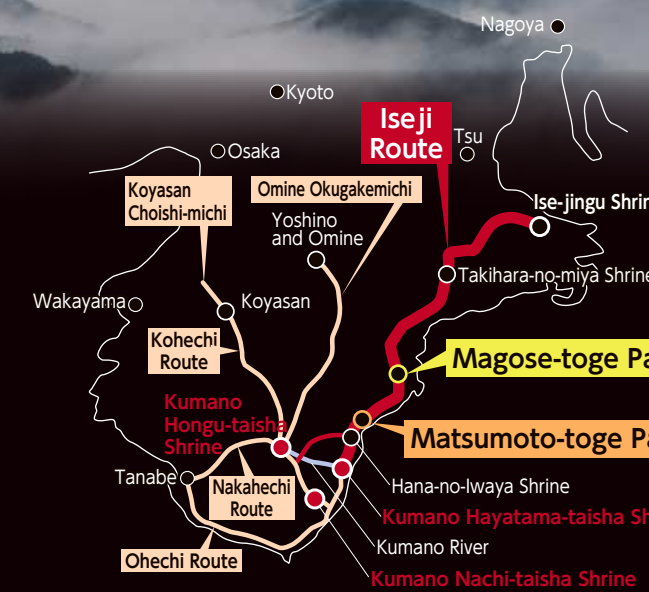 Nagoya
Kyoto
Iseji
Route
Tsu
Osaka
Koyasan
Choishi-michi
Omine Okugakemichi
Yoshino
and Omine
Ise-jingu Shrin
Takihara-no-miya Shrine
Wakayama
Koyasan
Kohechi
Route
Magose-toge Pa
Kumano
Hongu-taisha
Shrine
Matsumoto-toge Pa
Tanabe
Nakahechi
Route
Hana-no-Iwaya Shrine
Kumano Hayatama-taisha Sh
Kumano River
Ohechi Route
Kumano Nachi-taisha Shrine